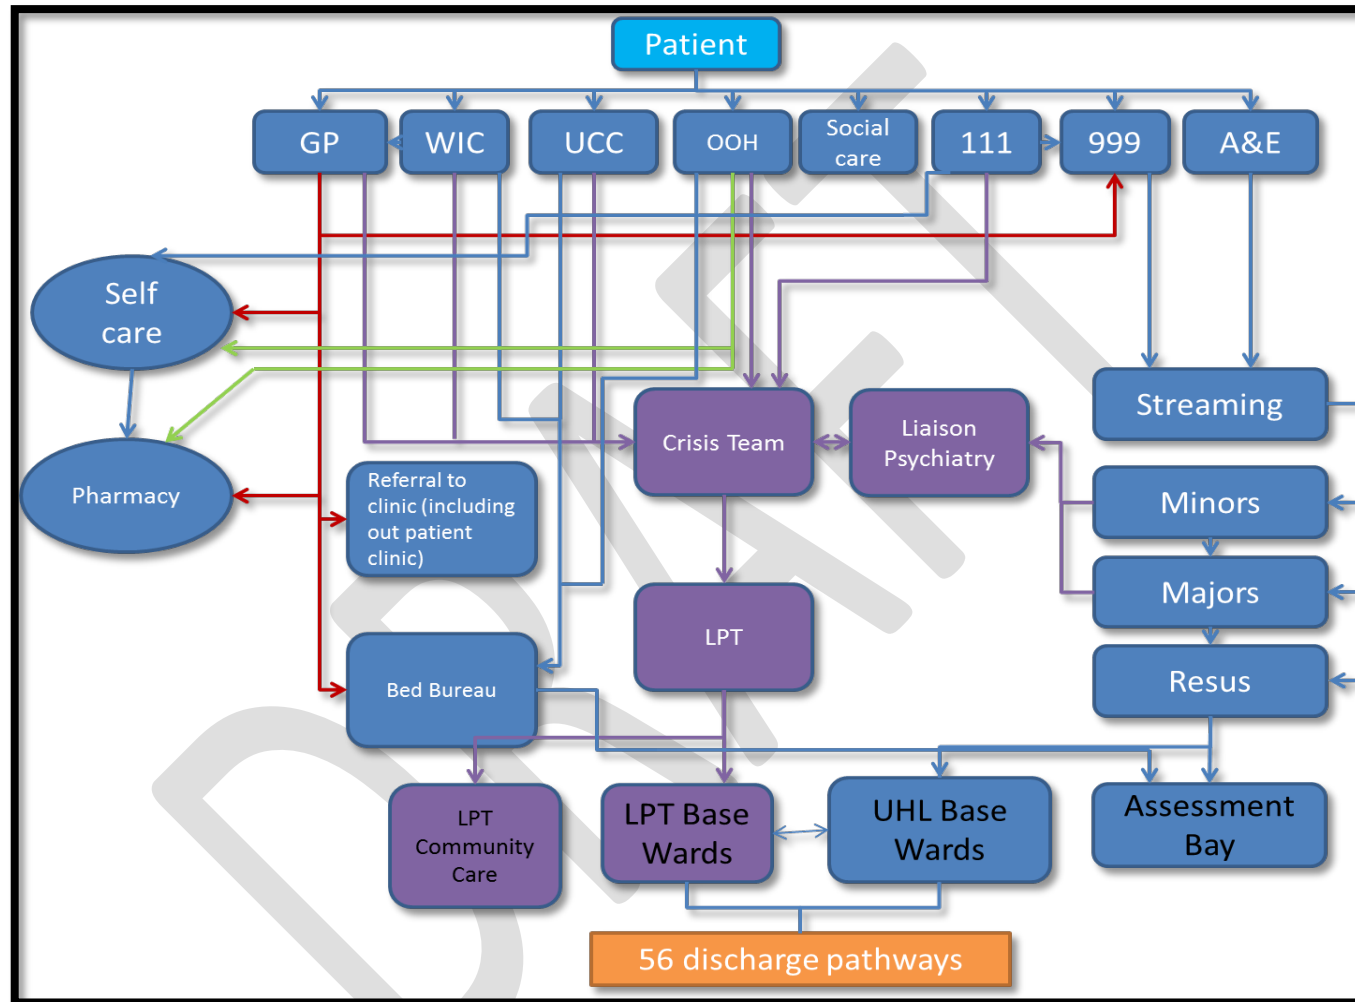 Patient
GP
WIC
UCC
OOH
Social
care
111
999
A&E
Self
care
Streaming
Crisis Team
Liaison
Psychiatry
Pharmacy
Referral to
clinic (including
out patient
clinic)
Minors
Majors
LPT
Bed Bureau
Resus
LPT
Community
Care
LPT Base
Wards
UHL Base
Wards
Assessment
Bay
56 discharge pathways
DRAFT